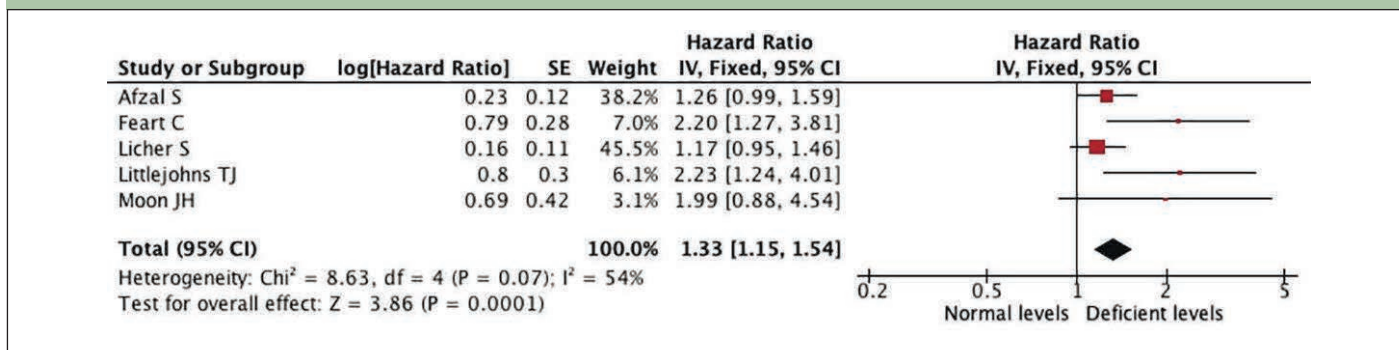 Hazard Ratio Hazard Ratio
Study or Subgroup log[Hazard Ratio] SE Weight IV, Fixed, 95% CI IV, Fixed, 95% CI
Afzal S 0.23 0.12 38.2% 1.26 [0.99, 1.59]
Feart C 0.79 0.28 7.0% 2.20 [1.27, 3.81]
Licher S 0.16 0.11 45.5% 1.17 [0.95, 1.46]
Littlejohns TJ 0.8 0.3 6.1% 2.23 [1.24, 4.01]
Moon JH 0.69 0.42 3.1% 1.99 [0.88, 4.54]
Total (95% CI) 100.0% 1.33 [1.15, 1.54]
Heterogeneity: Chi² = 8.63, df = 4 (P = 0.07); I² = 54%
Test for overall effect: Z = 3.86 (P = 0.0001)
0.2 0.5 1 2 5
Normal levels Deficient levels